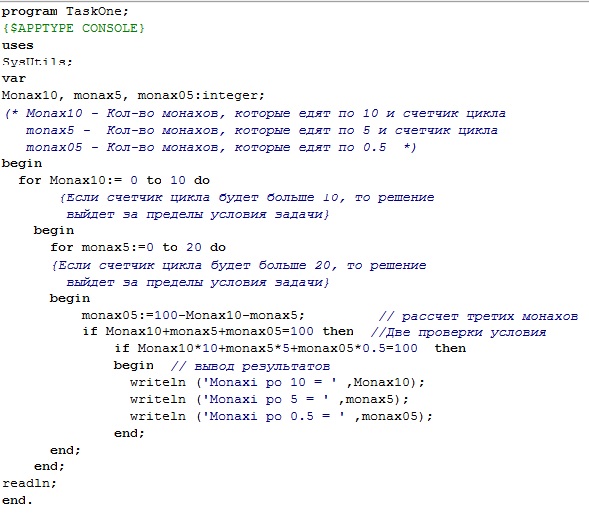 program TaskOne;
{$APPTYPE CONSOLE}
uses
SysUtils;
var
Monax10, monax5, monax05:integer;
(* Monax10 - Кол-во монахов, которые едят по 10 и счетчик цикла
monax5 - Кол-во монахов, которые едят по 5 и счетчик цикла
monax05 - Кол-во монахов, которые едят по 0.5 *)
begin
for Monax10:= 0 to 10 do
{Если счетчик цикла будет больше 10, то решение
выйдет за пределы условия задачи}
begin
for monax5:=0 to 20 do
{Если счетчик цикла будет больше 20, то решение
выйдет за пределы условия задачи}
begin
monax05:=100-Monax10-monax5; // рассчет третих монахов
if Monax10+monax5+monax05=100 then //Две проверки условия
if Monax10*10+monax5*5+monax05*0.5=100 then
begin // вывод результатов
writeln ('Monaxi po 10 = ' ,Monax10);
writeln ('Monaxi po 5 = ' ,monax5);
writeln ('Monaxi po 0.5 = ' ,monax05);
end;
end;
end;
readln;
end.